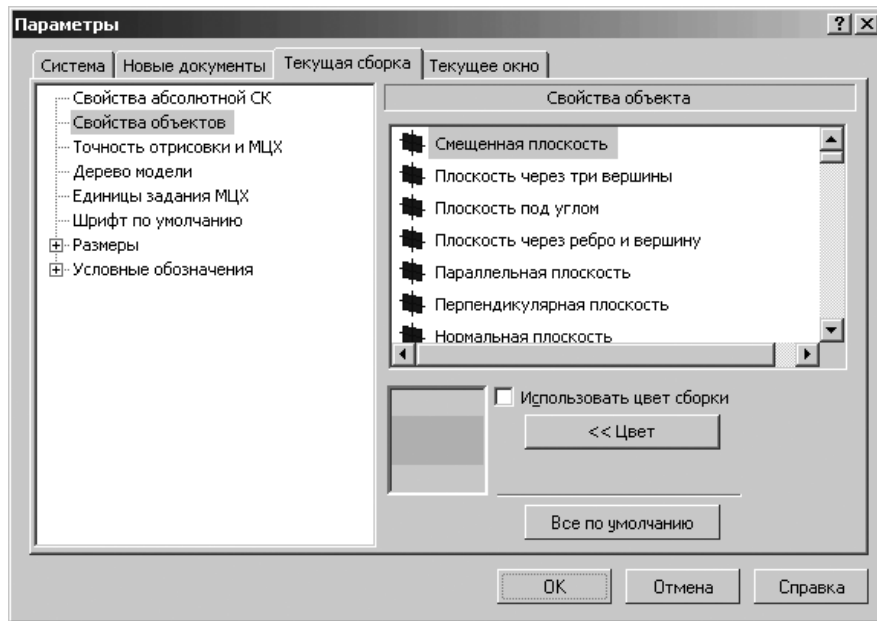 Параметры
Система
Новые документы
Текущая сборка
Текущее окно
Свойства абсолютной СК
Свойства объектов
Точность отрисовки и МЦХ
Дерево модели
Единицы задания МЦХ
Шрифт по умолчанию
Размеры
Условные обозначения
Свойства объекта
Смещенная плоскость
Плоскость через три вершины
Плоскость под углом
Плоскость через ребро и вершину
Параллельная плоскость
Перпендикулярная плоскость
Нормальная плоскость
Использовать цвет сборки
<< Цвет
Все по умолчанию
OK
Отмена
Справка